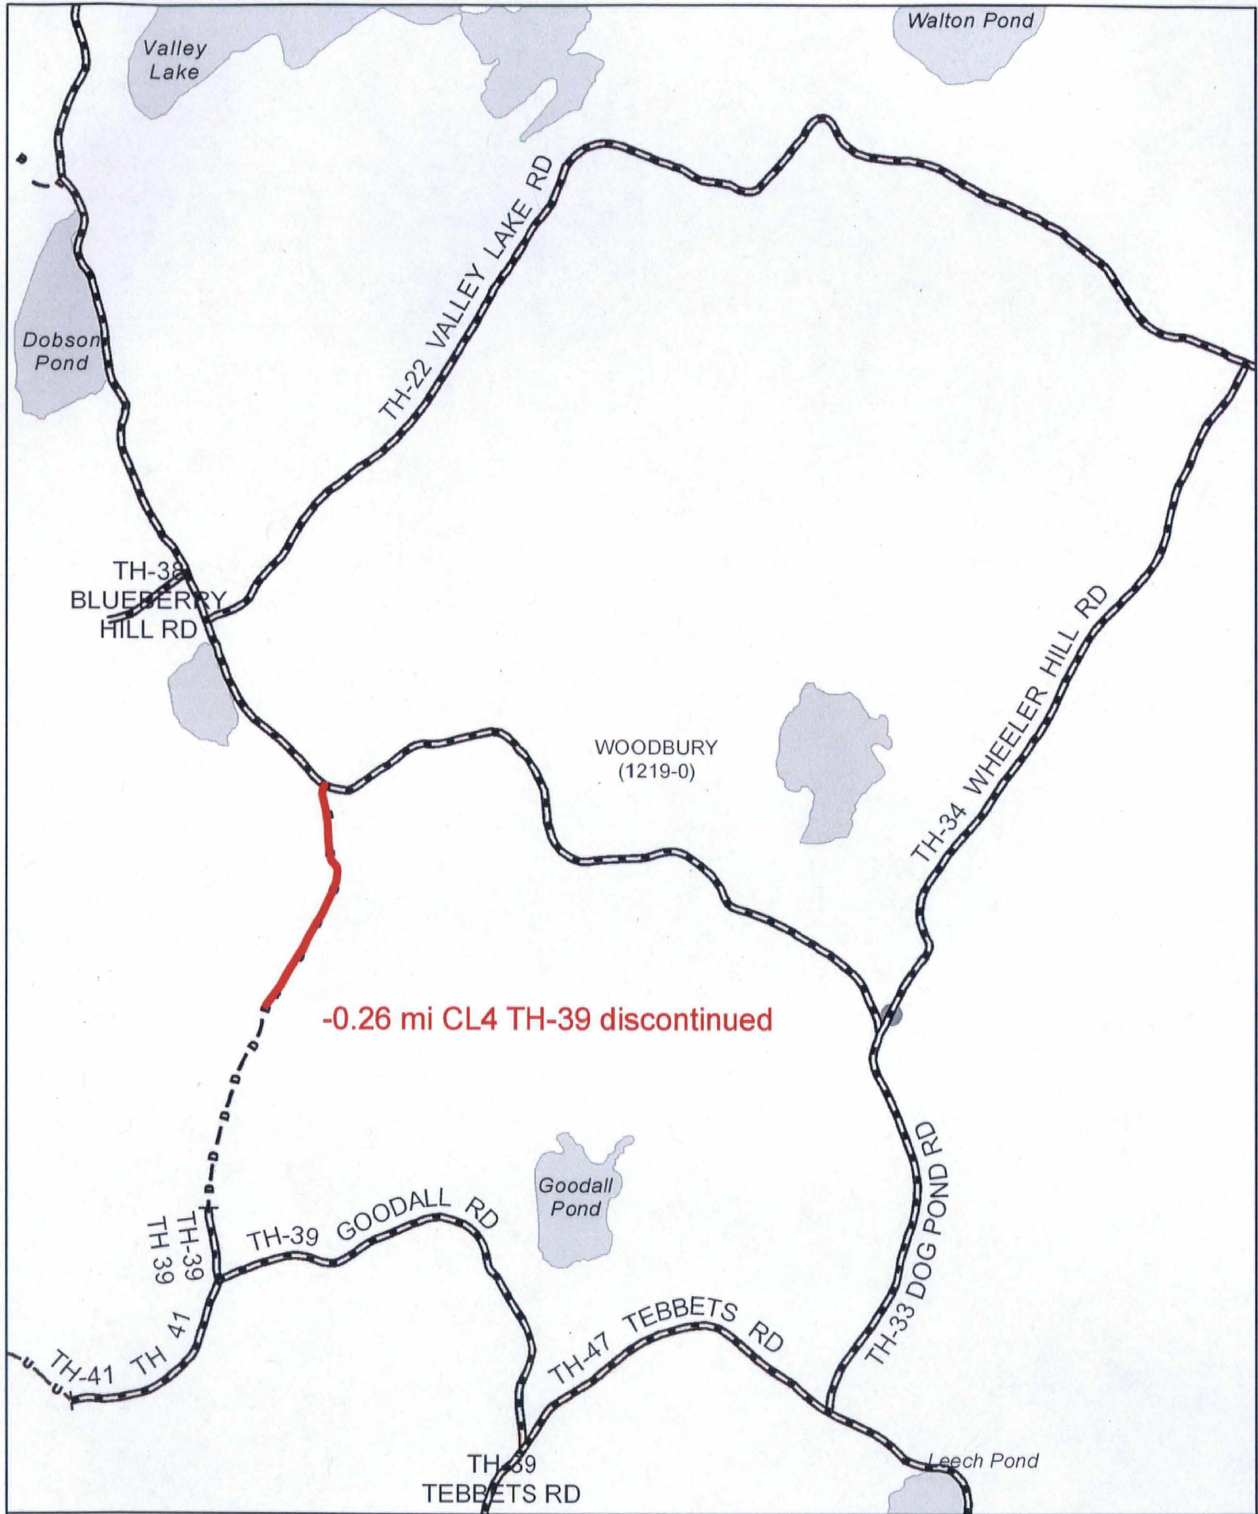 Valley
Lake
Walton Pond
TH-22 VALLEY LAKE RD
Dobson
Pond
TH-38
BLUEBERRY
HILL RD
WOODBURY
(1219-0)
TH-34 WHEELER HILL RD
-0.26 mi CL4 TH-39 discontinued
D
D
D
D
D
TH-39
TH 39
TH-39 GOODALL RD
Goodall
Pond
TH-33 DOG POND RD
TH-41 TH 41
U
U
TH-47 TEBBETS RD
TH-39
TEBBETS RD
Leech Pond